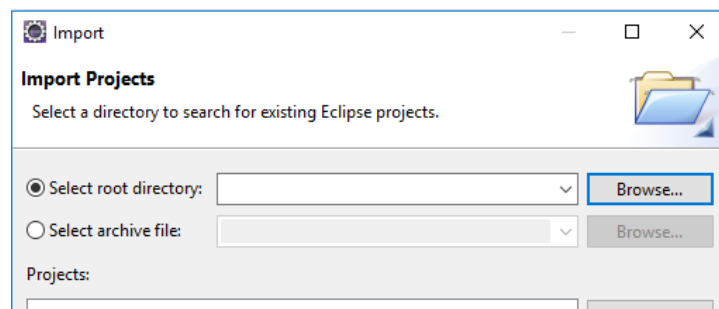 Import
Import Projects
Select a directory to search for existing Eclipse projects.
Select root directory: Browse...
Select archive file: Browse...
Projects: